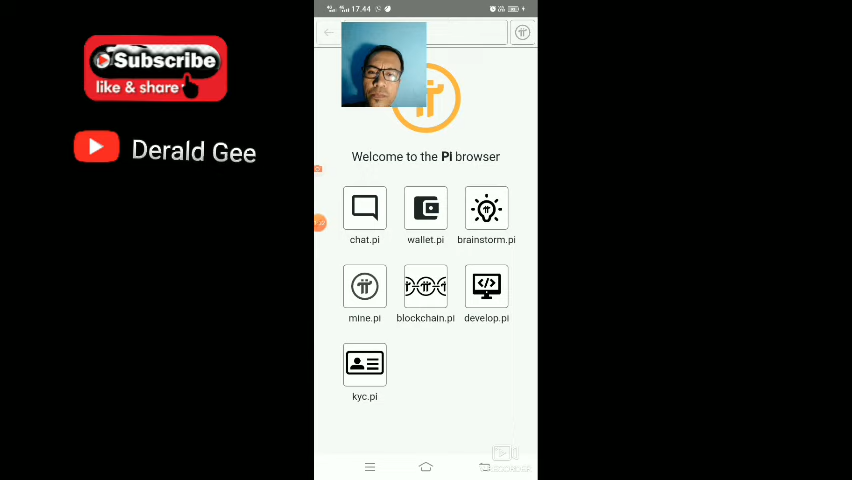 17.44
Subscribe
like & share
Derald Gee
Welcome to the Pi browser
chat.pi
wallet.pi
brainstorm.pi
mine.pi
blockchain.pi
develop.pi
kyc.pi